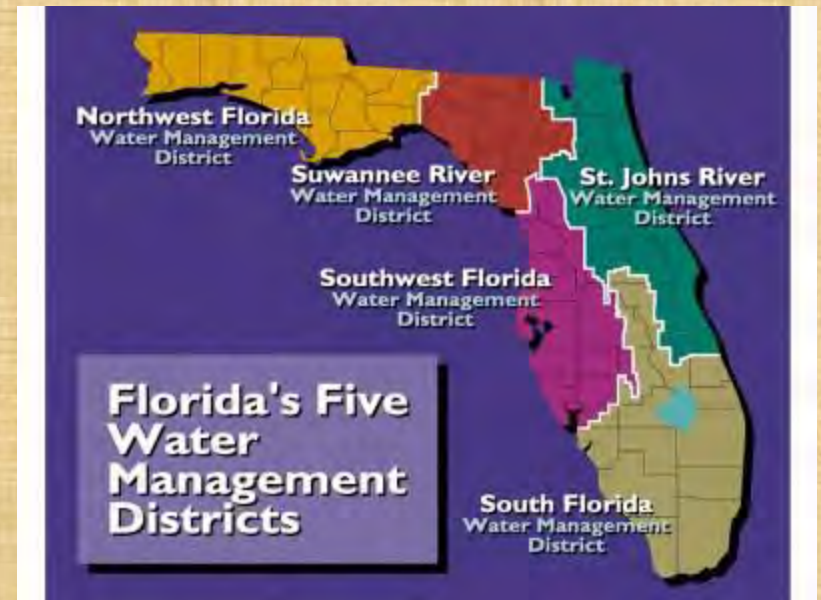 Northwest Florida
Water Management
District
Suwannee River
Water Management
District
St. Johns River
Water Management
District
Southwest Florida
Water Management
District
Florida's Five
Water
Management
Districts
South Florida
Water Management
District